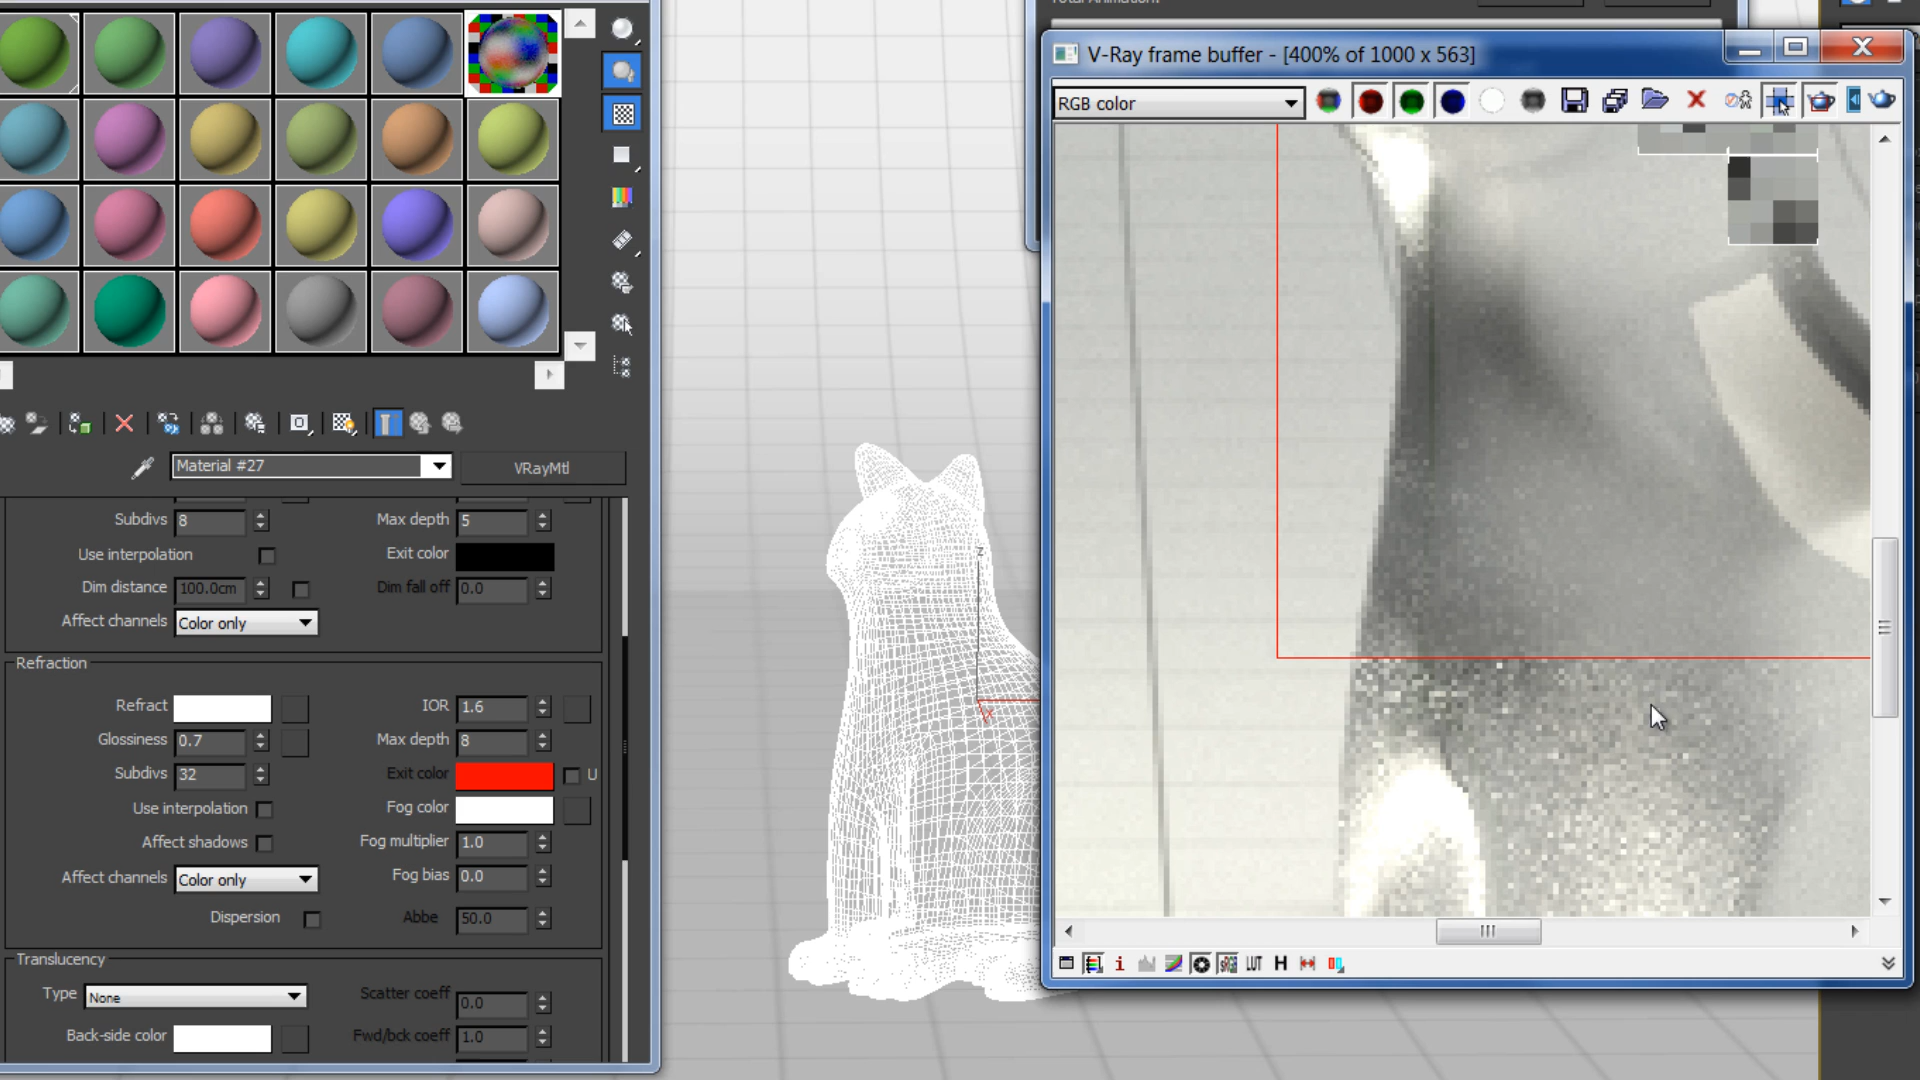 Total Animation:
V-Ray frame buffer - [400% of 1000 x 563]
RGB color
Material #27
VRayMtl
Subdivs 8 Max depth 5
Use interpolation Exit color
Dim distance 100.0cm Dim fall off 0.0
Affect channels Color only
Refraction
Refract IOR 1.6
Glossiness 0.7 Max depth 8
Subdivs 32 Exit color U
Use interpolation Fog color
Affect shadows Fog multiplier 1.0
Affect channels Color only Fog bias 0.0
Dispersion Abbe 50.0
Translucency
Type None Scatter coeff 0.0
Back-side color Fwd/bck coeff 1.0
z
x
i sRGB LUT H